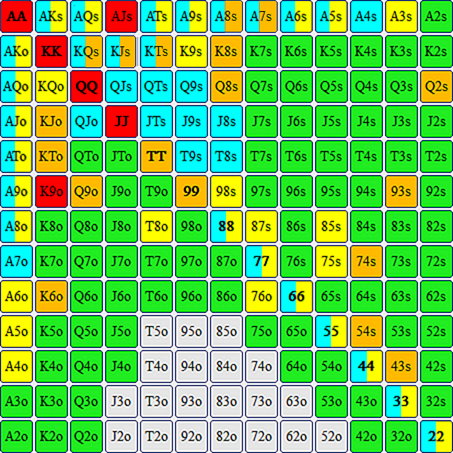 AA AKs AQs AJs ATs A9s A8s A7s A6s A5s A4s A3s A2s
AKo KK KQs KJs KTs K9s K8s K7s K6s K5s K4s K3s K2s
AQo KQo QQ QJs QTs Q9s Q8s Q7s Q6s Q5s Q4s Q3s Q2s
AJo KJo QJo JJ JTs J9s J8s J7s J6s J5s J4s J3s J2s
ATo KTo QTo JTo TT T9s T8s T7s T6s T5s T4s T3s T2s
A9o K9o Q9o J9o T9o 99 98s 97s 96s 95s 94s 93s 92s
A8o K8o Q8o J8o T8o 98o 88 87s 86s 85s 84s 83s 82s
A7o K7o Q7o J7o T7o 97o 87o 77 76s 75s 74s 73s 72s
A6o K6o Q6o J6o T6o 96o 86o 76o 66 65s 64s 63s 62s
A5o K5o Q5o J5o T5o 95o 85o 75o 65o 55 54s 53s 52s
A4o K4o Q4o J4o T4o 94o 84o 74o 64o 54o 44 43s 42s
A3o K3o Q3o J3o T3o 93o 83o 73o 63o 53o 43o 33 32s
A2o K2o Q2o J2o T2o 92o 82o 72o 62o 52o 42o 32o 22